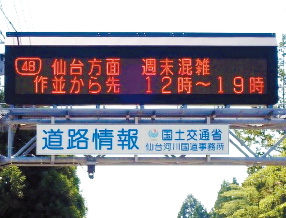 48 仙台方面 週末混雑
作並から先 12時～19時
道路情報 国土交通省
仙台河川国道事務所